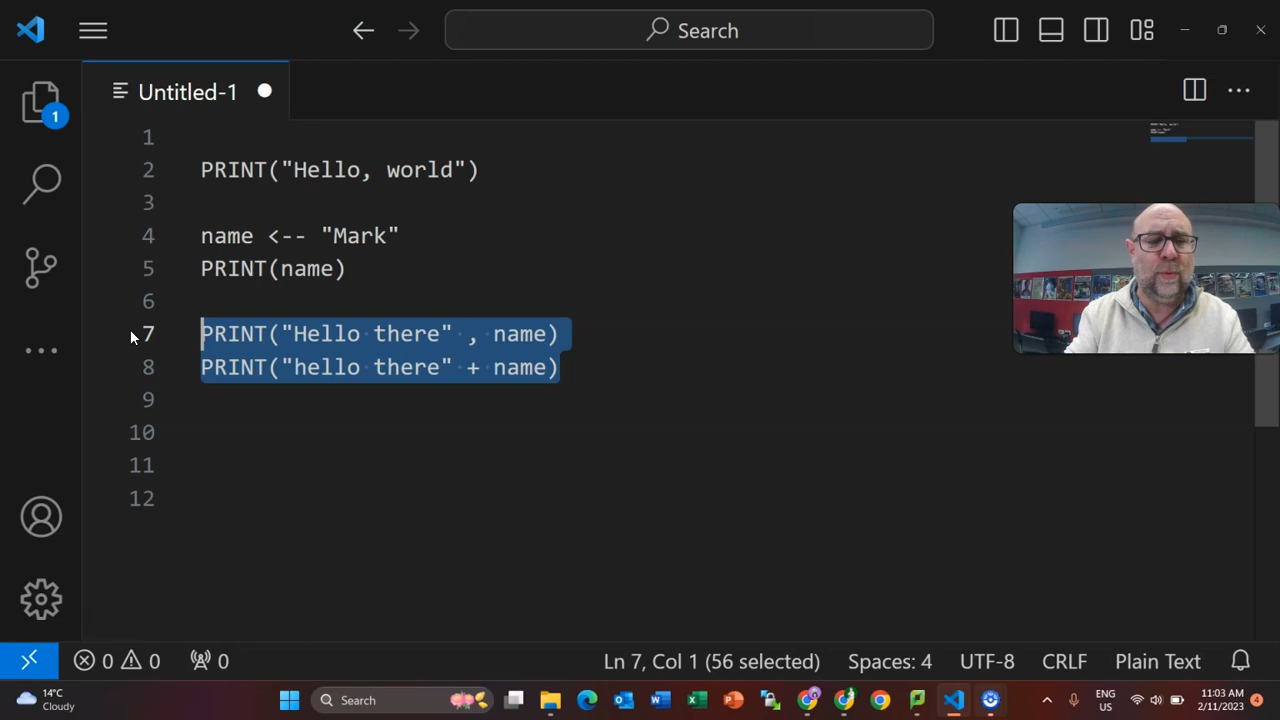 Search
Untitled-1
1
1
2 PRINT("Hello, world")
3
4 name <-- "Mark"
5 PRINT(name)
6
7 PRINT("Hello there" , name)
8 PRINT("hello there" + name)
9
10
11
12
0 0 0 Ln 7, Col 1 (56 selected) Spaces: 4 UTF-8 CRLF Plain Text
14°C
Cloudy
Search
ENG
US
11:03 AM
2/11/2023
4